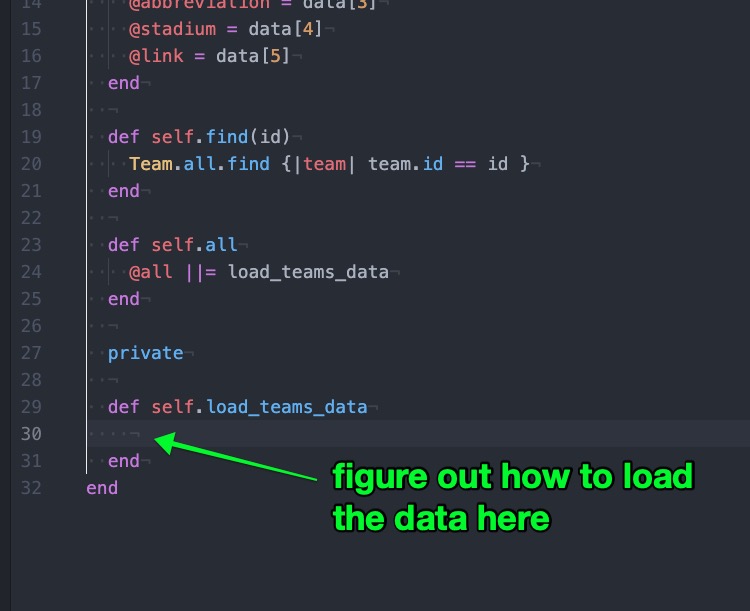 14 @abbreviation = data[3]
15 @stadium = data[4]
16 @link = data[5]
17 end
18
19 def self.find(id)
20 Team.all.find {|team| team.id == id }
21 end
22
23 def self.all
24 @all ||= load_teams_data
25 end
26
27 private
28
29 def self.load_teams_data
30
31 end
32 end
figure out how to load
the data here